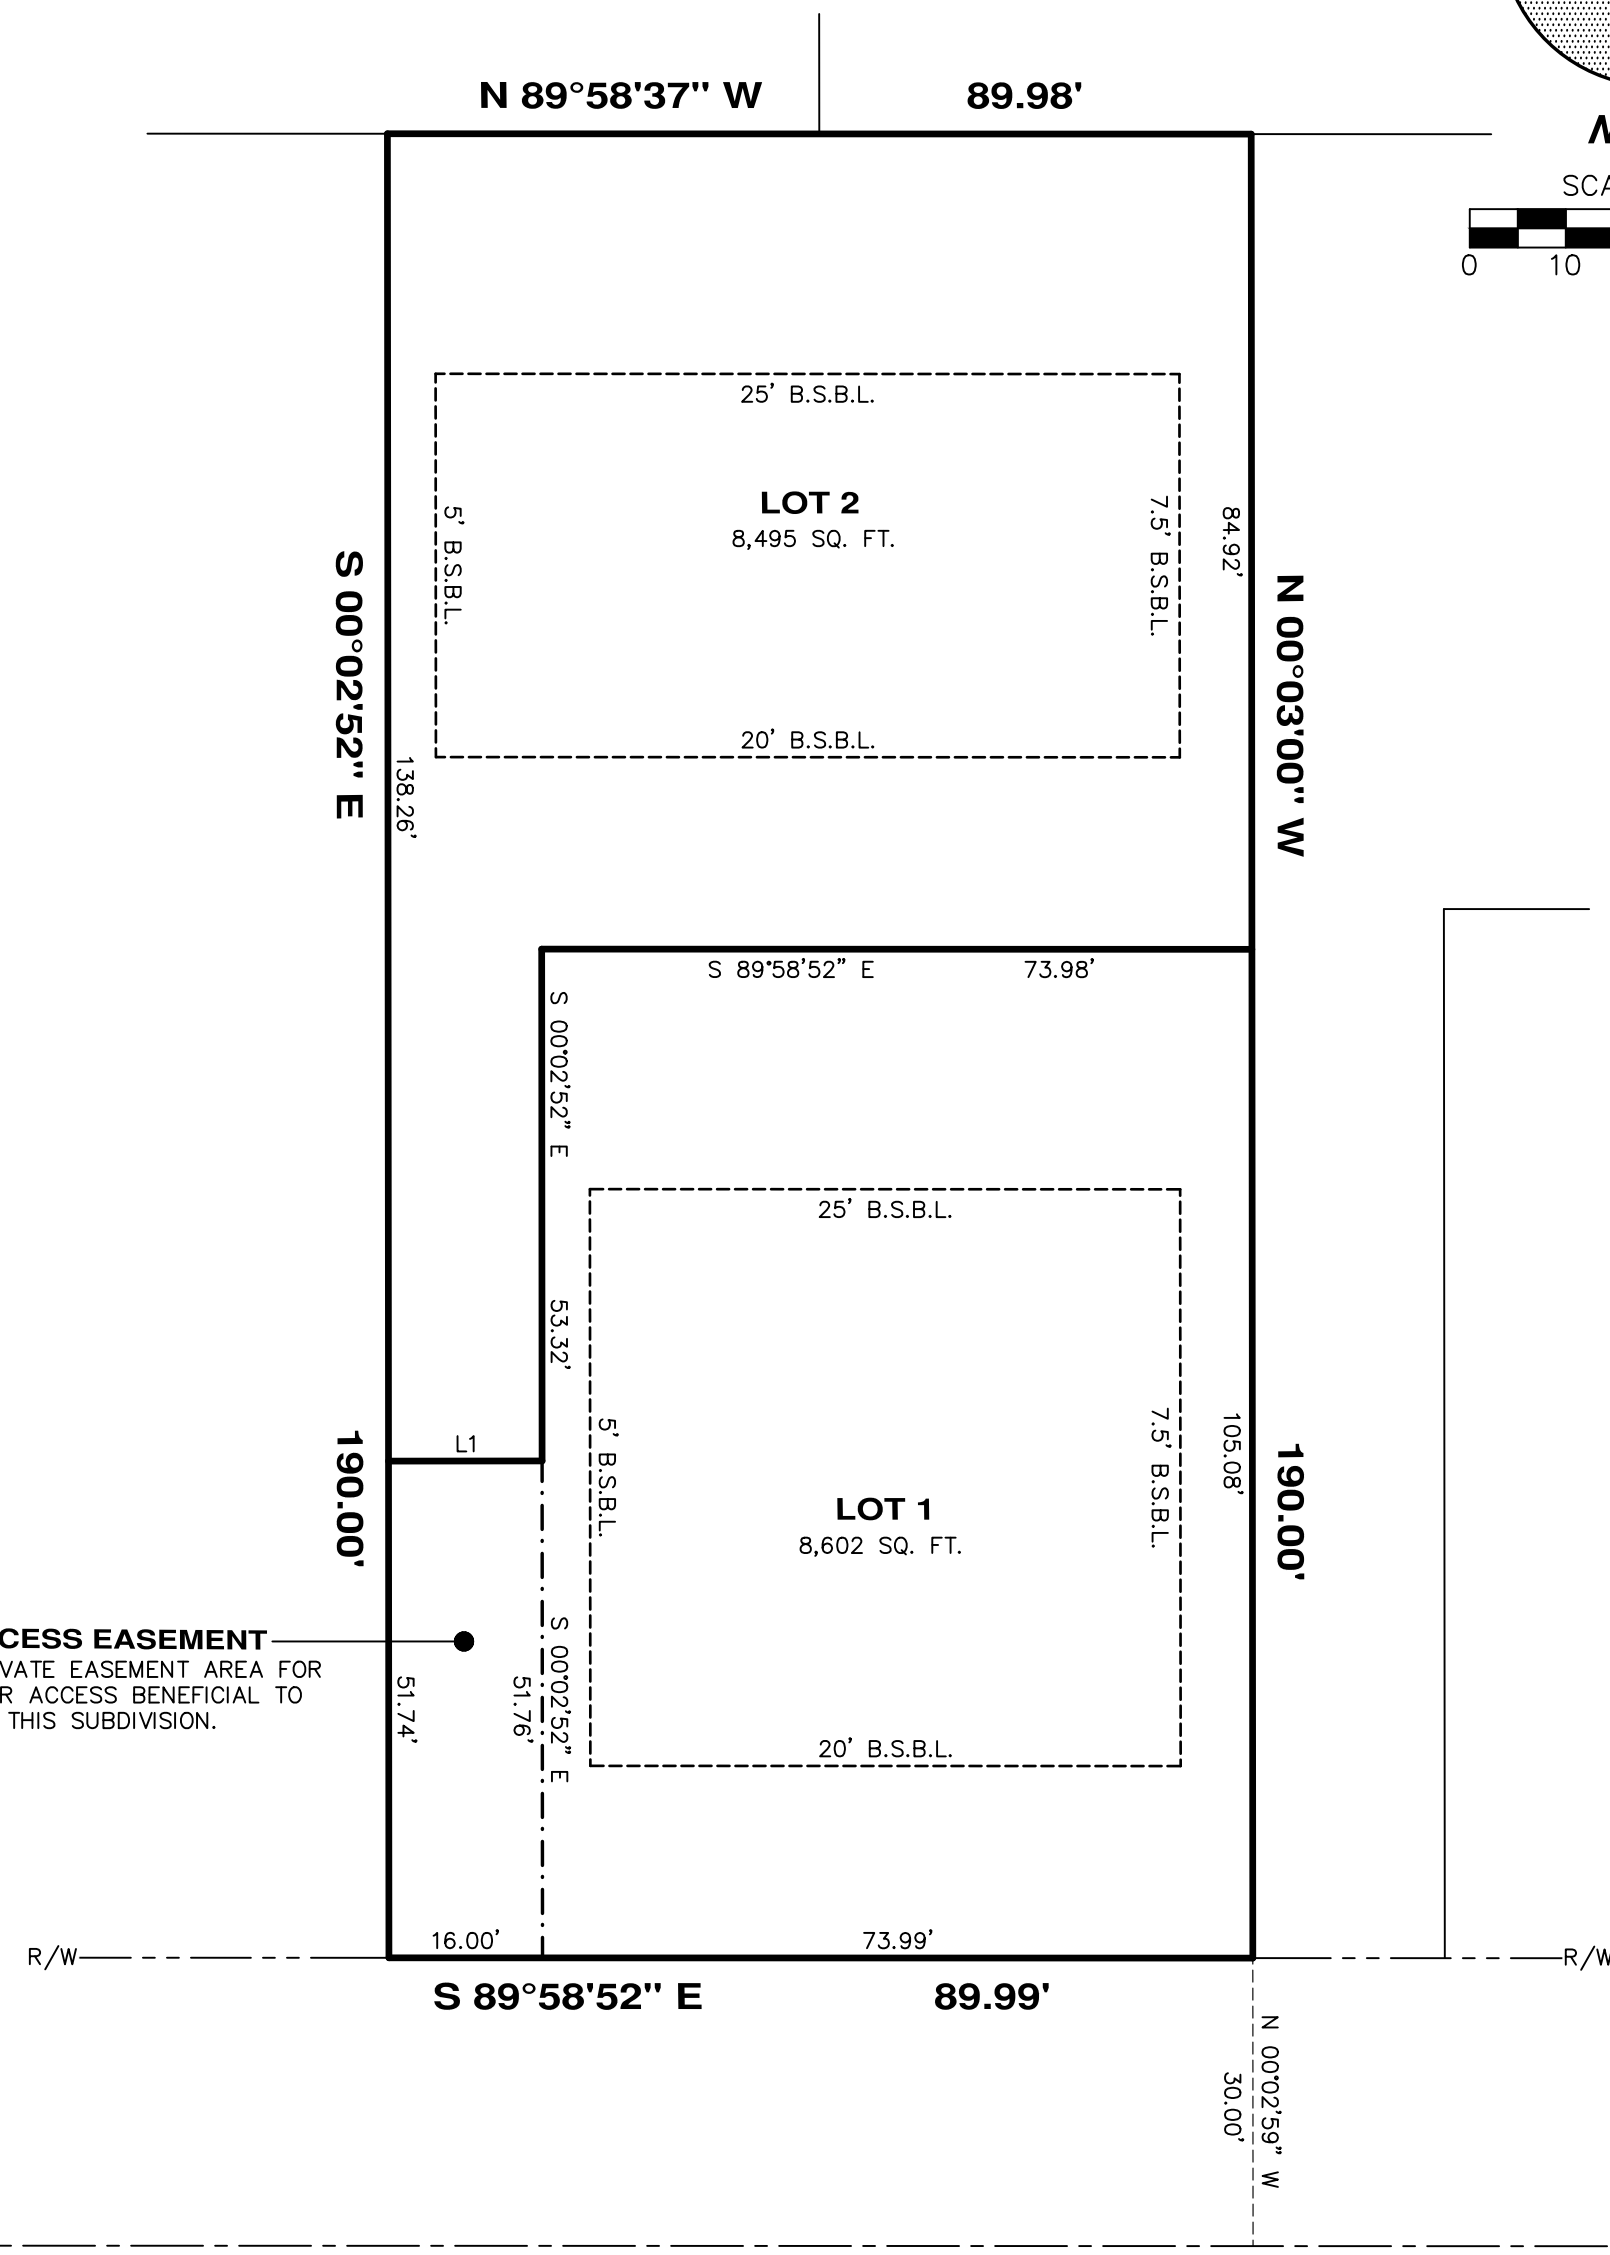 N 89°58'37" W 89.98'
SCA
0 10
25' B.S.B.L.
LOT 2
8,495 SQ. FT.
5' B.S.B.L.
7.5' B.S.B.L.
84.92'
S 00°02'52" E
N 00°03'00" W
20' B.S.B.L.
138.26'
S 89°58'52" E 73.98'
S 00°02'52" E
53.32'
25' B.S.B.L.
L1
5' B.S.B.L.
7.5' B.S.B.L.
105.08'
190.00'
190.00'
LOT 1
8,602 SQ. FT.
CESS EASEMENT
VATE EASEMENT AREA FOR
R ACCESS BENEFICIAL TO
THIS SUBDIVISION.
51.74'
51.76'
S 00°02'52" E
20' B.S.B.L.
16.00' 73.99'
R/W R/W
S 89°58'52" E 89.99'
N 00°02'59" W
30.00'